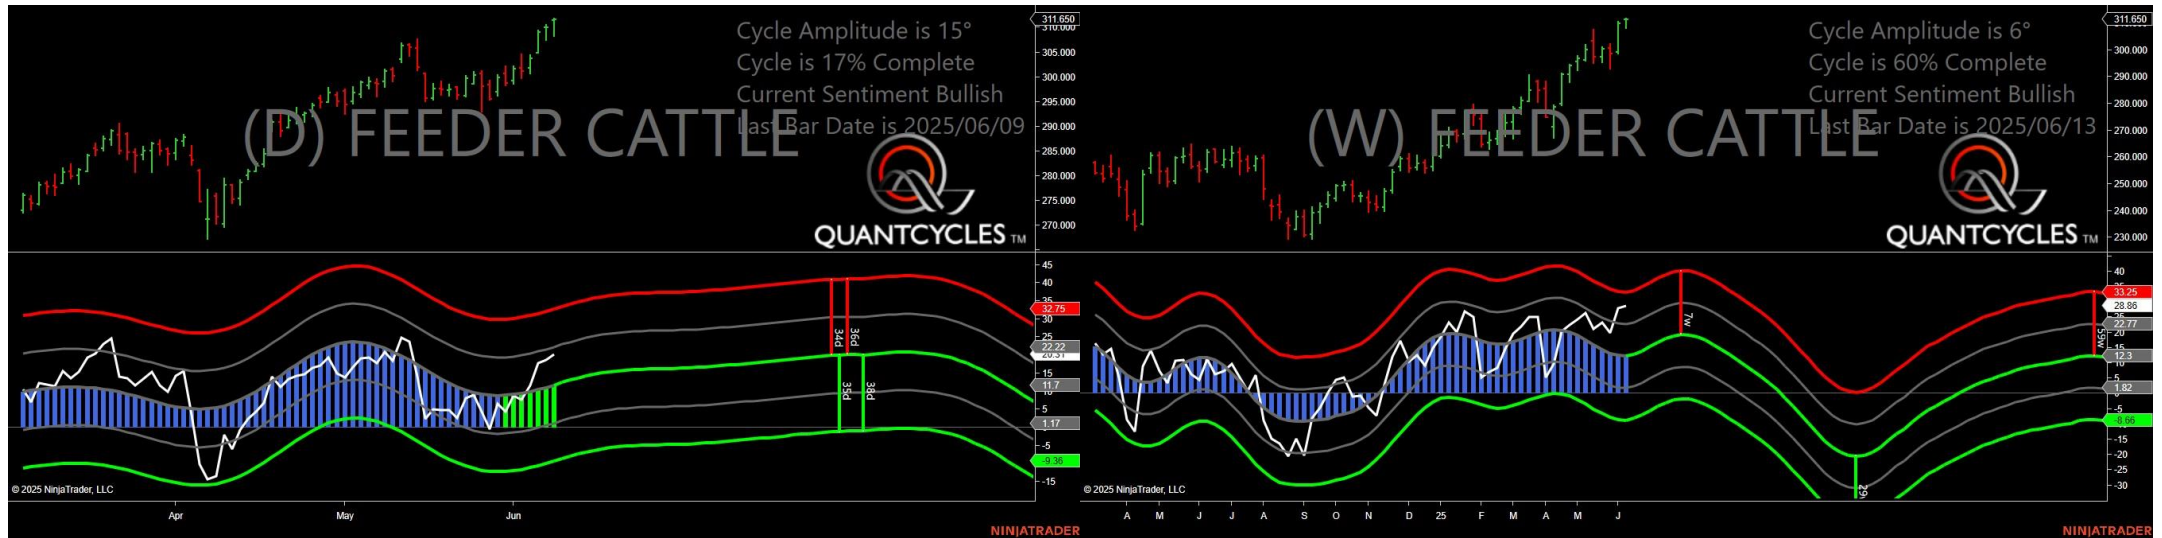 Cycle Amplitude is 15°
Cycle is 17% Complete
Current Sentiment Bullish
Last Bar Date is 2025/06/09
(D) FEEDER CATTLE
QUANTCYCLES TM
311.650
310.000
305.000
300.000
295.000
290.000
285.000
280.000
275.000
270.000
45
40
35
32.75
30
25
22.22
20.31
11.7
5
1.17
-5
-9.36
-15
34d
36d
35d
38d
© 2025 NinjaTrader, LLC
Apr
May
Jun
NINJATRADER
Cycle Amplitude is 6°
Cycle is 60% Complete
Current Sentiment Bullish
Last Bar Date is 2025/06/13
(W) FEEDER CATTLE
QUANTCYCLES TM
311.650
300.000
290.000
280.000
270.000
260.000
250.000
240.000
230.000
40
33.25
28.86
22.77
20
15
12.3
5
1.82
-5
-8.66
-15
-20
-25
-30
7w
59w
© 2025 NinjaTrader, LLC
A M J J A S O N D 25 F M A M J
NINJATRADER